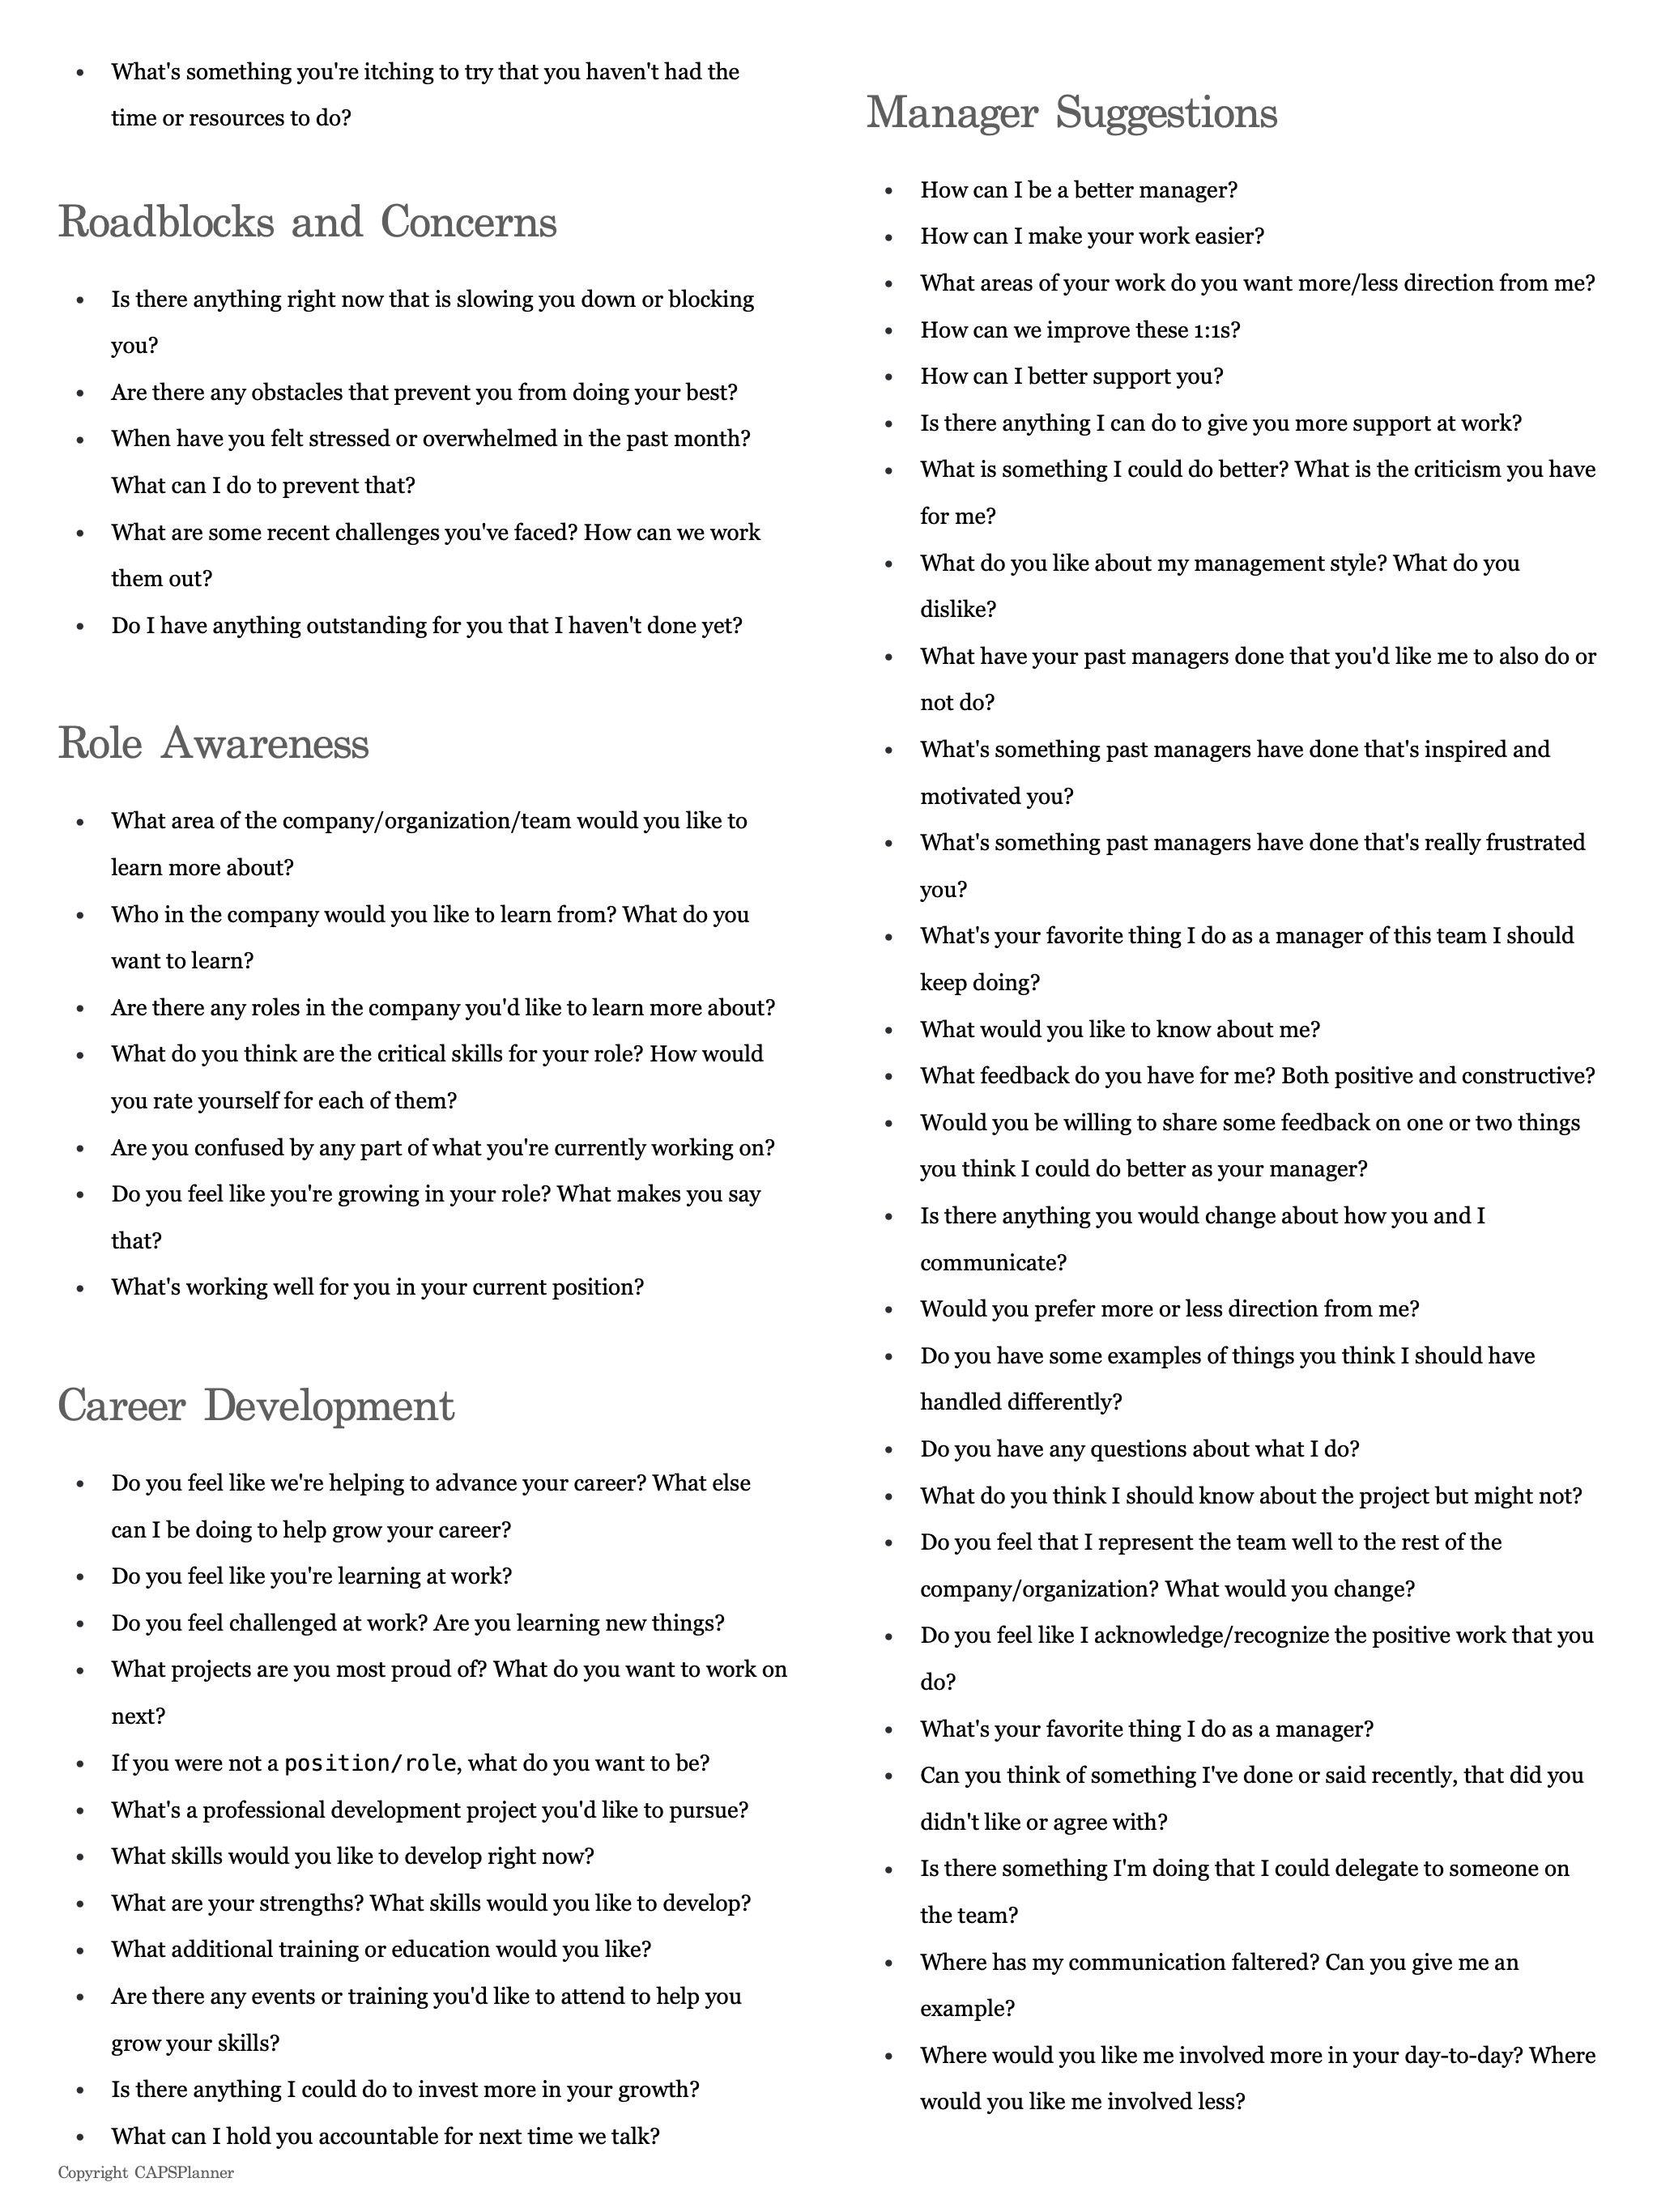 • What's something you're itching to try that you haven't had the
time or resources to do?
Roadblocks and Concerns
• Is there anything right now that is slowing you down or blocking
you?
• Are there any obstacles that prevent you from doing your best?
• When have you felt stressed or overwhelmed in the past month?
What can I do to prevent that?
• What are some recent challenges you've faced? How can we work
them out?
• Do I have anything outstanding for you that I haven't done yet?
Role Awareness
• What area of the company/organization/team would you like to
learn more about?
• Who in the company would you like to learn from? What do you
want to learn?
• Are there any roles in the company you'd like to learn more about?
• What do you think are the critical skills for your role? How would
you rate yourself for each of them?
• Are you confused by any part of what you're currently working on?
• Do you feel like you're growing in your role? What makes you say
that?
• What's working well for you in your current position?
Career Development
• Do you feel like we're helping to advance your career? What else
can I be doing to help grow your career?
• Do you feel like you're learning at work?
• Do you feel challenged at work? Are you learning new things?
• What projects are you most proud of? What do you want to work on
next?
• If you were not a position/role, what do you want to be?
• What's a professional development project you'd like to pursue?
• What skills would you like to develop right now?
• What are your strengths? What skills would you like to develop?
• What additional training or education would you like?
• Are there any events or training you'd like to attend to help you
grow your skills?
• Is there anything I could do to invest more in your growth?
• What can I hold you accountable for next time we talk?
Copyright CAPSPlanner
Manager Suggestions
• How can I be a better manager?
• How can I make your work easier?
• What areas of your work do you want more/less direction from me?
• How can we improve these 1:1s?
• How can I better support you?
• Is there anything I can do to give you more support at work?
• What is something I could do better? What is the criticism you have
for me?
• What do you like about my management style? What do you
dislike?
• What have your past managers done that you'd like me to also do or
not do?
• What's something past managers have done that's inspired and
motivated you?
• What's something past managers have done that's really frustrated
you?
• What's your favorite thing I do as a manager of this team I should
keep doing?
• What would you like to know about me?
• What feedback do you have for me? Both positive and constructive?
• Would you be willing to share some feedback on one or two things
you think I could do better as your manager?
• Is there anything you would change about how you and I
communicate?
• Would you prefer more or less direction from me?
• Do you have some examples of things you think I should have
handled differently?
• Do you have any questions about what I do?
• What do you think I should know about the project but might not?
• Do you feel that I represent the team well to the rest of the
company/organization? What would you change?
• Do you feel like I acknowledge/recognize the positive work that you
do?
• What's your favorite thing I do as a manager?
• Can you think of something I've done or said recently, that did you
didn't like or agree with?
• Is there something I'm doing that I could delegate to someone on
the team?
• Where has my communication faltered? Can you give me an
example?
• Where would you like me involved more in your day-to-day? Where
would you like me involved less?